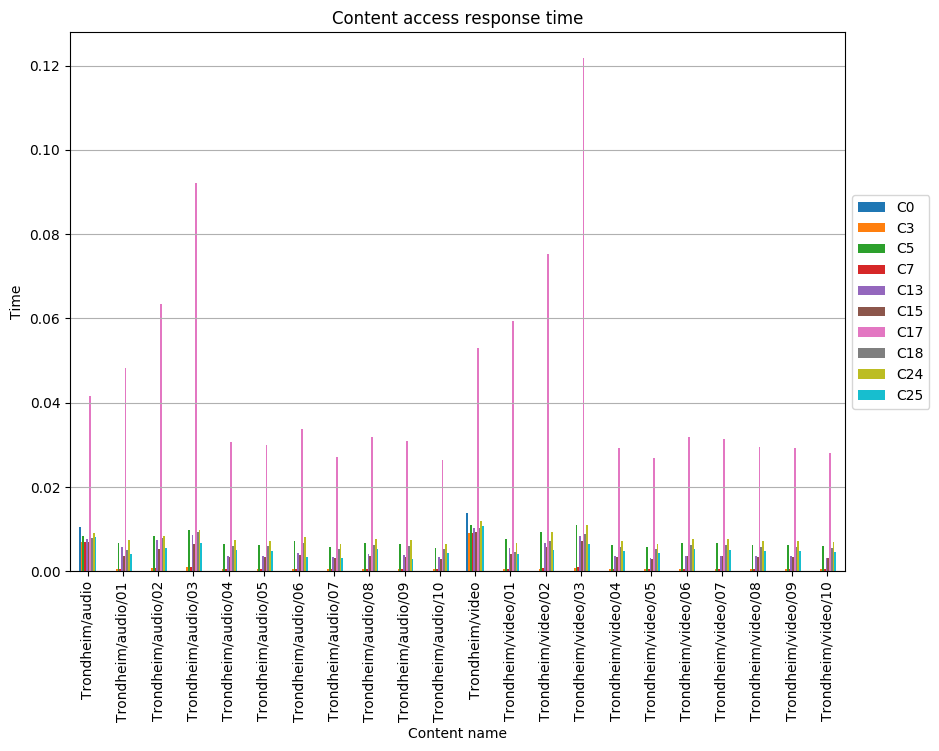 Content access response time
Time
0.12
0.10
0.08
0.06
0.04
0.02
0.00
Trondheim/audio
Trondheim/audio/01
Trondheim/audio/02
Trondheim/audio/03
Trondheim/audio/04
Trondheim/audio/05
Trondheim/audio/06
Trondheim/audio/07
Trondheim/audio/08
Trondheim/audio/09
Trondheim/audio/10
Trondheim/video
Trondheim/video/01
Trondheim/video/02
Trondheim/video/03
Trondheim/video/04
Trondheim/video/05
Trondheim/video/06
Trondheim/video/07
Trondheim/video/08
Trondheim/video/09
Trondheim/video/10
Content name
C0
C3
C5
C7
C13
C15
C17
C18
C24
C25